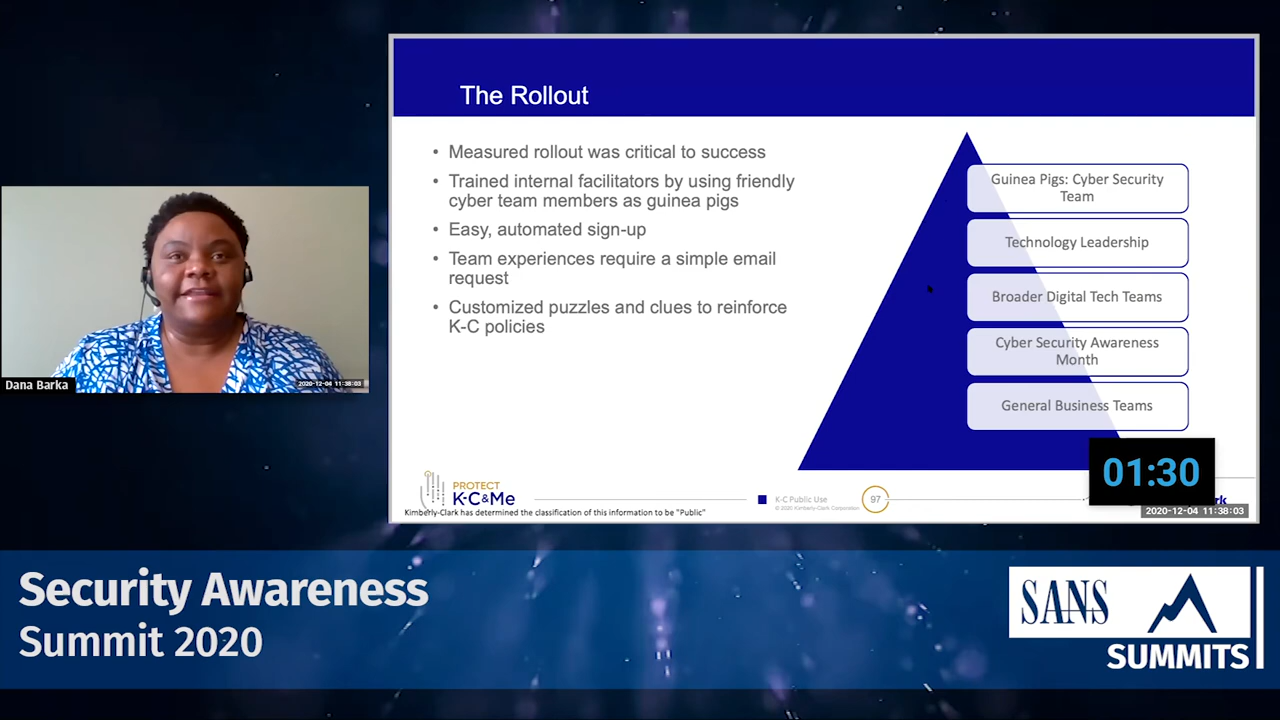 The Rollout
• Measured rollout was critical to success
• Trained internal facilitators by using friendly
cyber team members as guinea pigs
• Easy, automated sign-up
• Team experiences require a simple email
request
• Customized puzzles and clues to reinforce
K-C policies
Guinea Pigs: Cyber Security
Team
Technology Leadership
Broader Digital Tech Teams
Cyber Security Awareness
Month
General Business Teams
01:30
Dana Barka
2020-12-04 11:38:03
PROTECT
K-C&Me
K-C Public Use
© 2020 Kimberly-Clark Corporation
97
Kimberly-Clark has determined the classification of this information to be "Public"
2020-12-04 11:38:03
Security Awareness
Summit 2020
SANS
SUMMITS